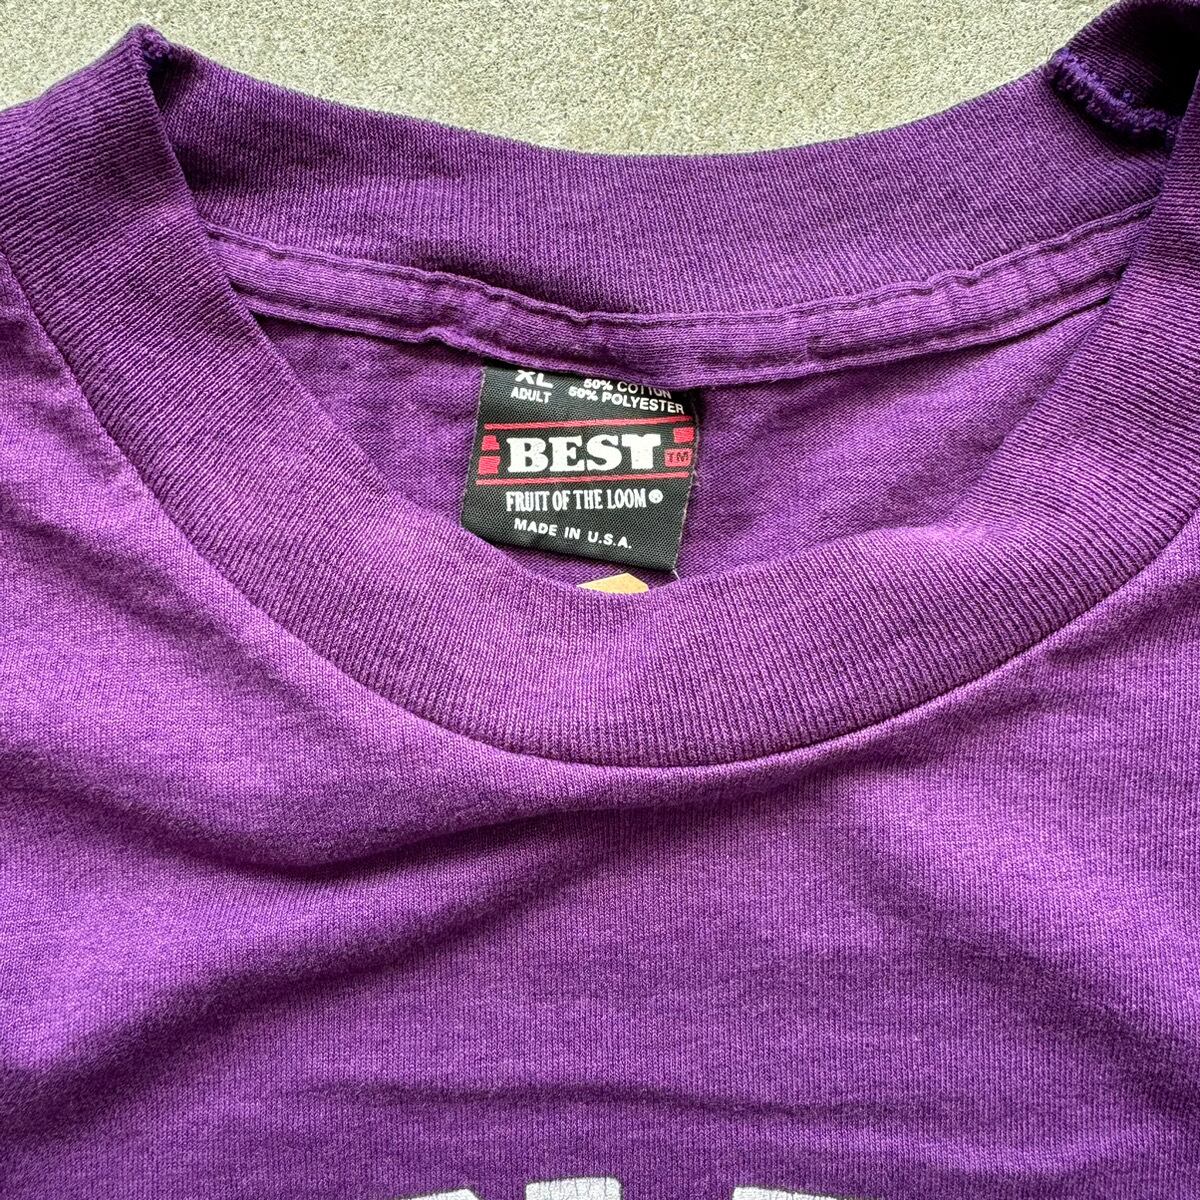 XL
ADULT
50% COTTON
50% POLYESTER
BEST TM
FRUIT OF THE LOOM®
MADE IN U.S.A.